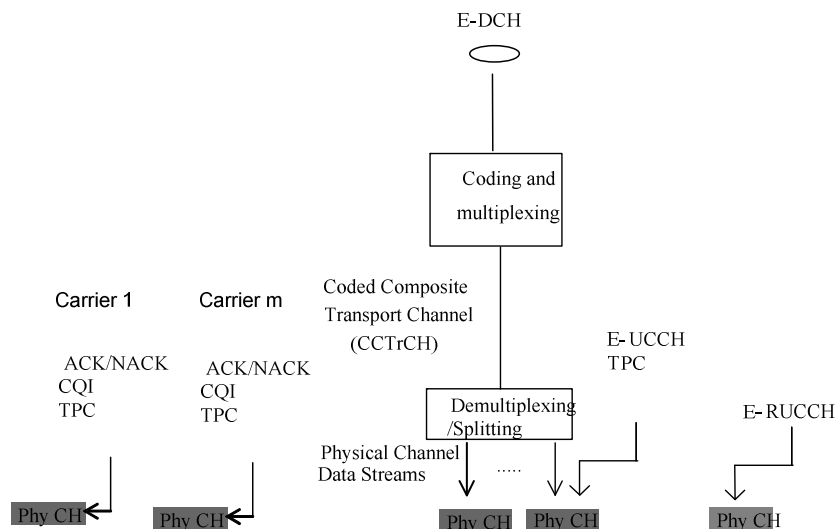 E-DCH
Coding and
multiplexing
Carrier 1
Carrier m
Coded Composite
Transport Channel
(CCTrCH)
ACK/NACK
CQI
TPC
ACK/NACK
CQI
TPC
E-UCCH
TPC
E-RUCCH
Demultiplexing
/Splitting
Physical Channel
Data Streams
.....
Phy CH
Phy CH
Phy CH
Phy CH
Phy CH